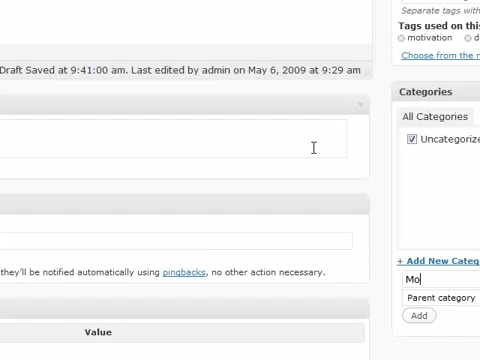 Separate tags with
Tags used on this
motivation
Choose from the
Draft Saved at 9:41:00 am. Last edited by admin on May 6, 2009 at 9:29 am
Categories
All Categories
Uncategorize
+ Add New Categ
Mo
they'll be notified automatically using pingbacks, no other action necessary.
Parent category
Add
Value